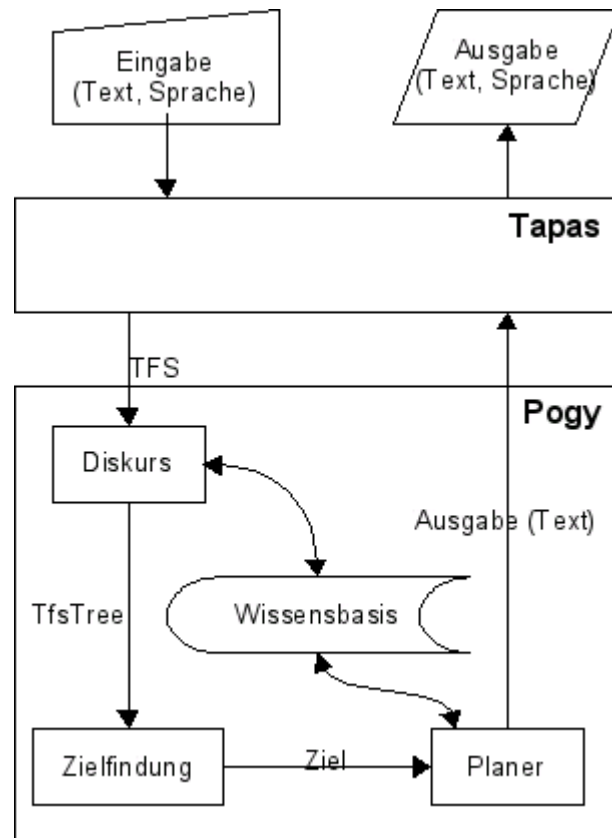 Eingabe
(Text, Sprache)
Ausgabe
(Text, Sprache)
Tapas
TFS
Pogy
Diskurs
Ausgabe (Text)
TfsTree
Wissensbasis
Zielfindung
Ziel
Planer